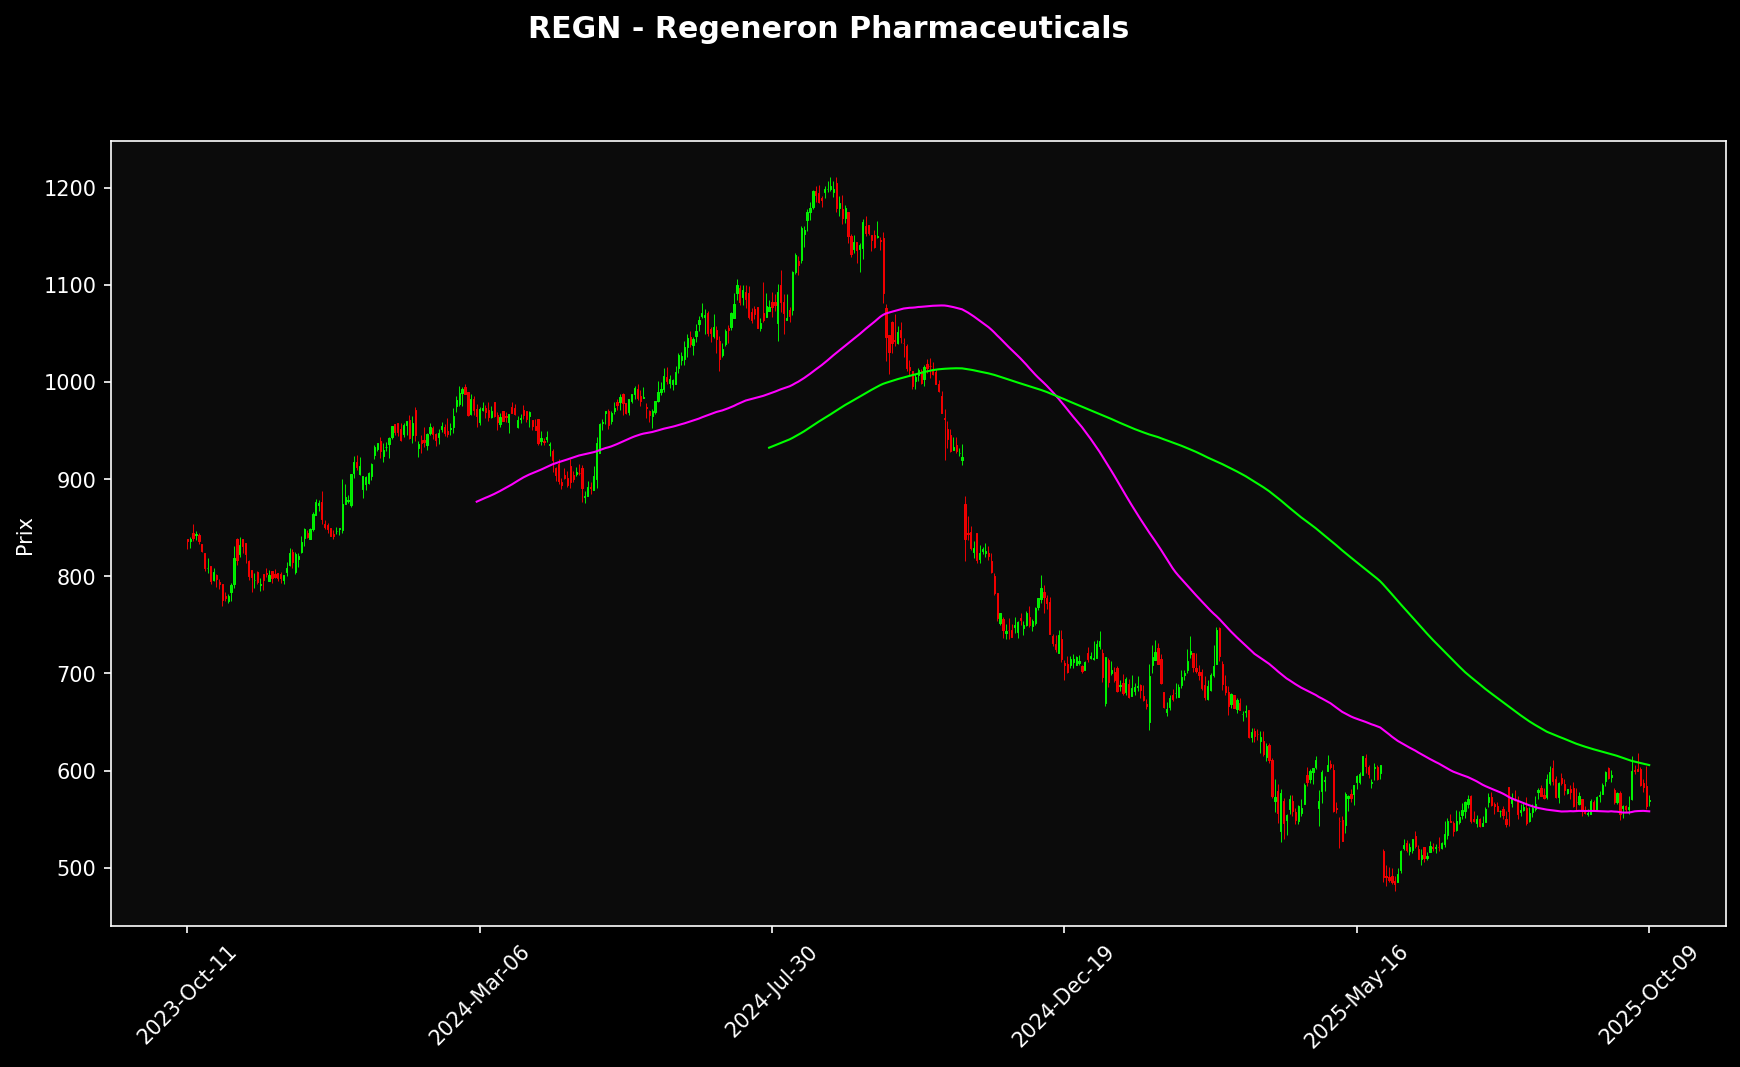 REGN - Regeneron Pharmaceuticals
Prix
1200
1100
1000
900
800
700
600
500
2023-Oct-11
2024-Mar-06
2024-Jul-30
2024-Dec-19
2025-May-16
2025-Oct-09